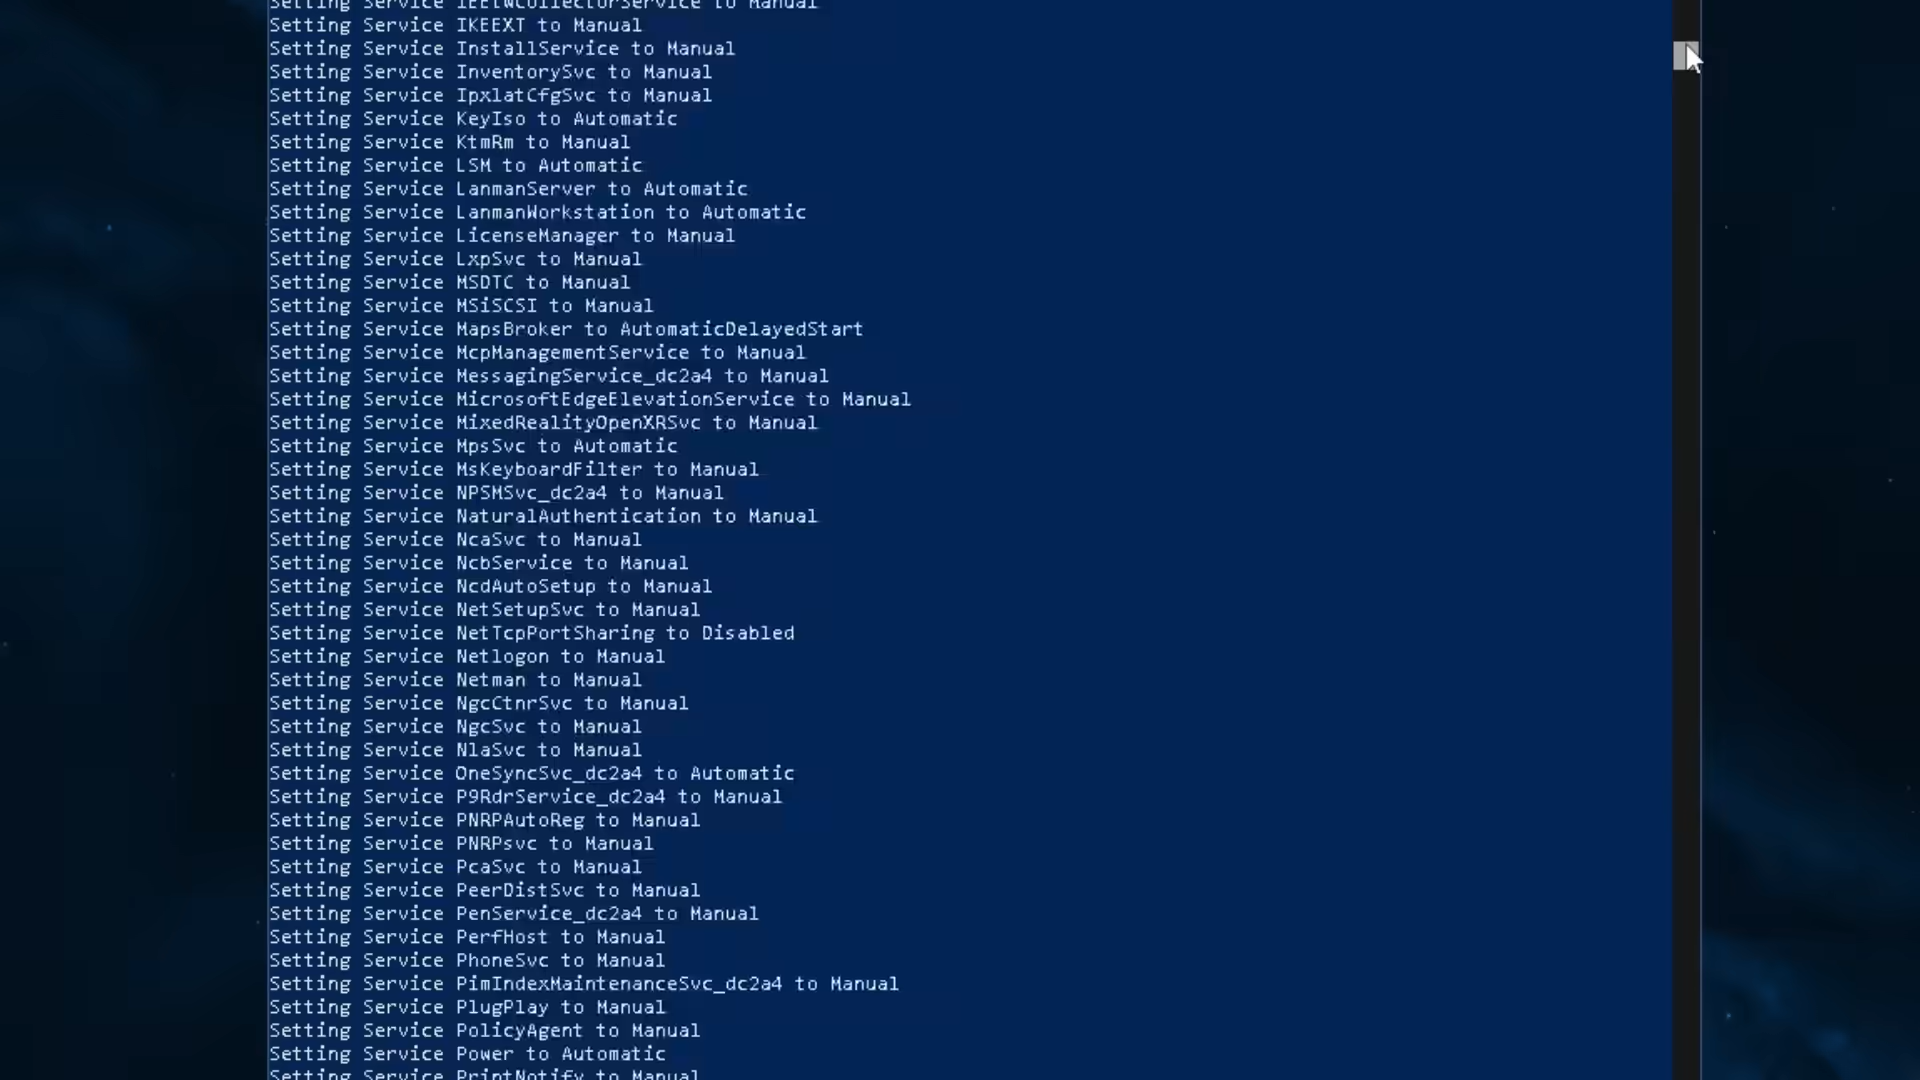 Setting Service IEEtwCollectorService to Manual
Setting Service IKEEXT to Manual
Setting Service InstallService to Manual
Setting Service InventorySvc to Manual
Setting Service IpxlatCfgSvc to Manual
Setting Service KeyIso to Automatic
Setting Service KtmRm to Manual
Setting Service LSM to Automatic
Setting Service LanmanServer to Automatic
Setting Service LanmanWorkstation to Automatic
Setting Service LicenseManager to Manual
Setting Service LxpSvc to Manual
Setting Service MSDTC to Manual
Setting Service MSiSCSI to Manual
Setting Service MapsBroker to AutomaticDelayedStart
Setting Service McpManagementService to Manual
Setting Service MessagingService_dc2a4 to Manual
Setting Service MicrosoftEdgeElevationService to Manual
Setting Service MixedRealityOpenXRSvc to Manual
Setting Service MpsSvc to Automatic
Setting Service MsKeyboardFilter to Manual
Setting Service NPSMSvc_dc2a4 to Manual
Setting Service NaturalAuthentication to Manual
Setting Service NcaSvc to Manual
Setting Service NcbService to Manual
Setting Service NcdAutoSetup to Manual
Setting Service NetSetupSvc to Manual
Setting Service NetTcpPortSharing to Disabled
Setting Service Netlogon to Manual
Setting Service Netman to Manual
Setting Service NgcCtnrSvc to Manual
Setting Service NgcSvc to Manual
Setting Service NlaSvc to Manual
Setting Service OneSyncSvc_dc2a4 to Automatic
Setting Service P9RdrService_dc2a4 to Manual
Setting Service PNRPAutoReg to Manual
Setting Service PNRPsvc to Manual
Setting Service PcaSvc to Manual
Setting Service PeerDistSvc to Manual
Setting Service PenService_dc2a4 to Manual
Setting Service PerfHost to Manual
Setting Service PhoneSvc to Manual
Setting Service PimIndexMaintenanceSvc_dc2a4 to Manual
Setting Service PlugPlay to Manual
Setting Service PolicyAgent to Manual
Setting Service Power to Automatic
Setting Service PrintNotify to Manual